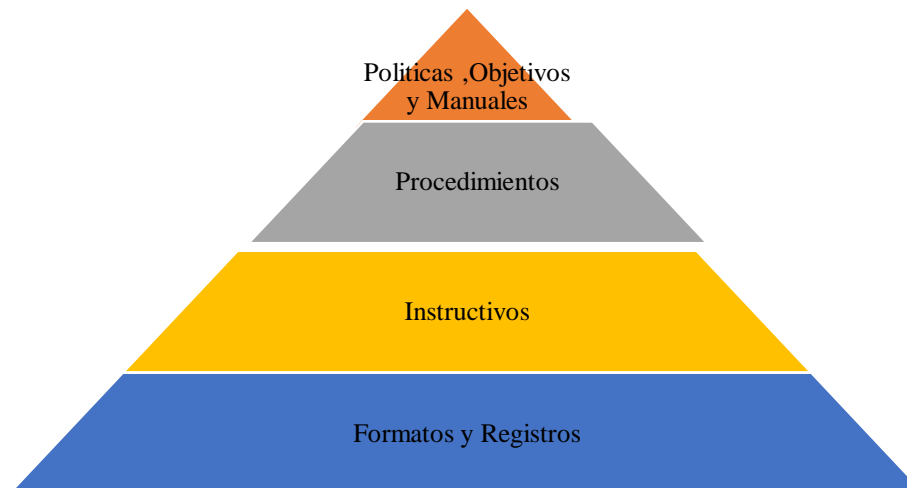 Politicas ,Objetivos
y Manuales
Procedimientos
Instructivos
Formatos y Registros